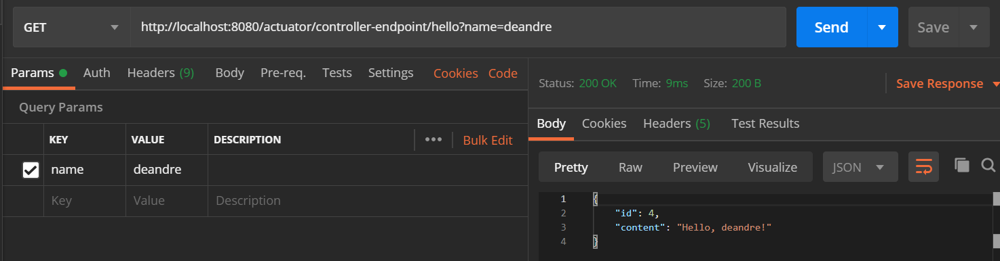 GET http://localhost:8080/actuator/controller-endpoint/hello?name=deandre Send Save
Params Auth Headers (9) Body Pre-req. Tests Settings Cookies Code
Query Params
KEY VALUE DESCRIPTION ••• Bulk Edit
name deandre
Key Value Description
Status: 200 OK Time: 9ms Size: 200 B Save Response
Body Cookies Headers (5) Test Results
Pretty Raw Preview Visualize JSON
1 {
2 "id": 4,
3 "content": "Hello, deandre!"
4 }